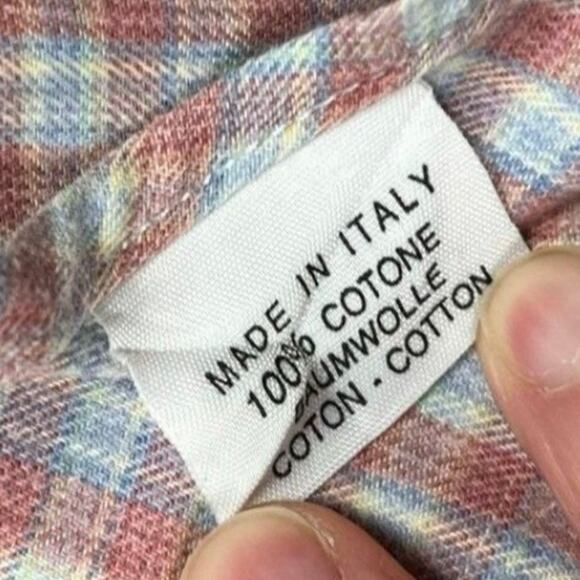 MADE IN ITALY
100% COTONE
BAUMWOLLE
COTON - COTTON